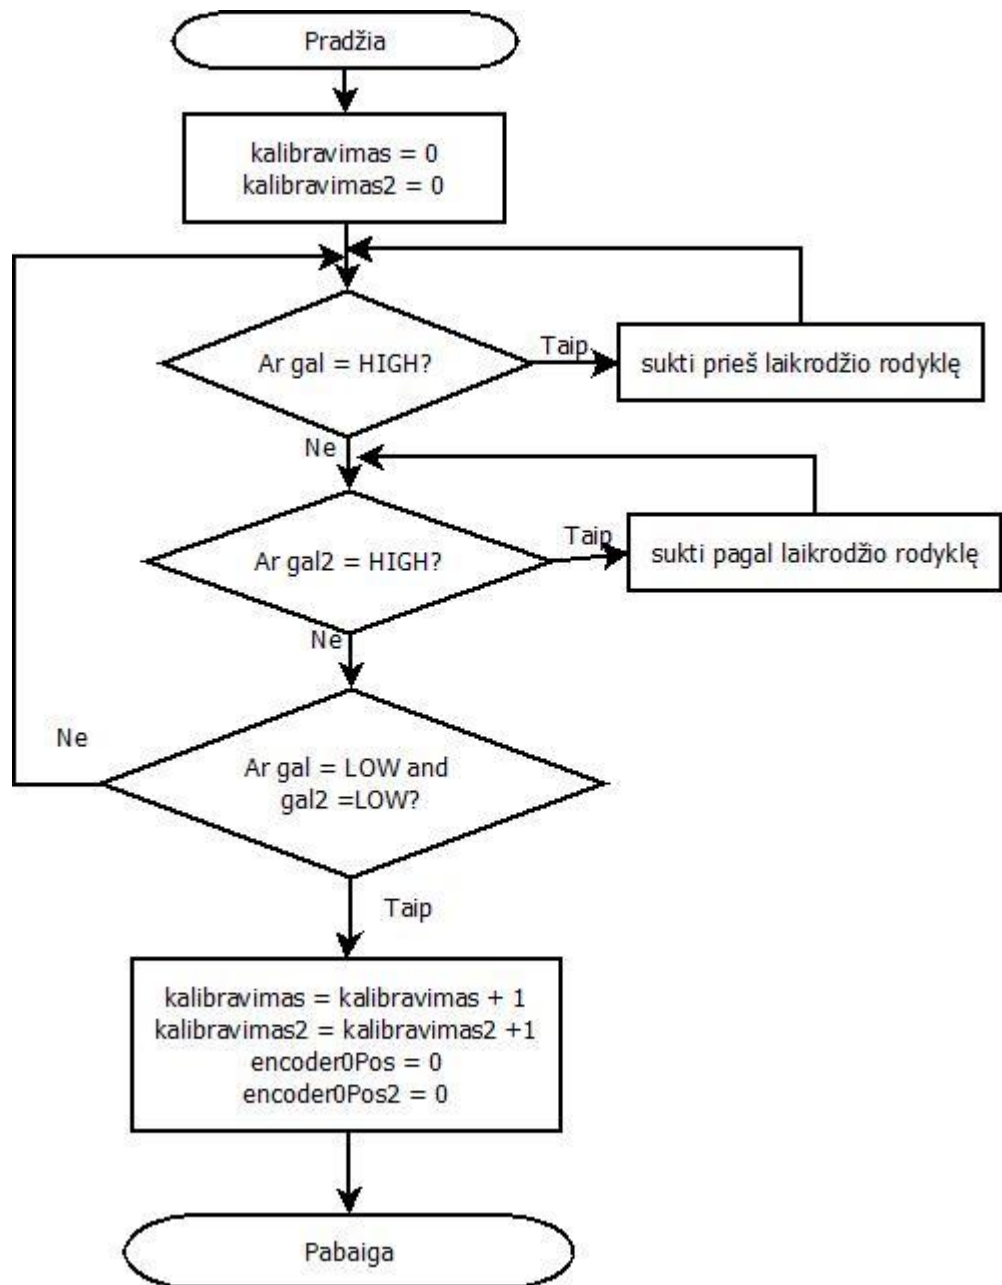 Pradžia
kalibravimas = 0
kalibravimas2 = 0
Ar gal = HIGH?
Taip
sukti prieš laikrodžio rodyklę
Ne
Ar gal2 = HIGH?
Taip
sukti pagal laikrodžio rodyklę
Ne
Ne
Ar gal = LOW and
gal2 =LOW?
Taip
kalibravimas = kalibravimas + 1
kalibravimas2 = kalibravimas2 +1
encoder0Pos = 0
encoder0Pos2 = 0
Pabaiga